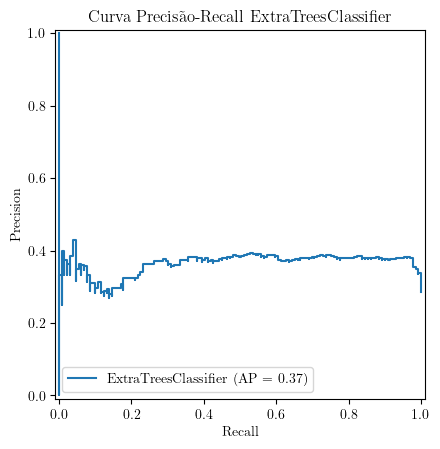 Curva Precisão-Recall ExtraTreesClassifier
Precision
1.0
0.8
0.6
0.4
0.2
0.0
ExtraTreesClassifier (AP = 0.37)
0.0 0.2 0.4 0.6 0.8 1.0
Recall